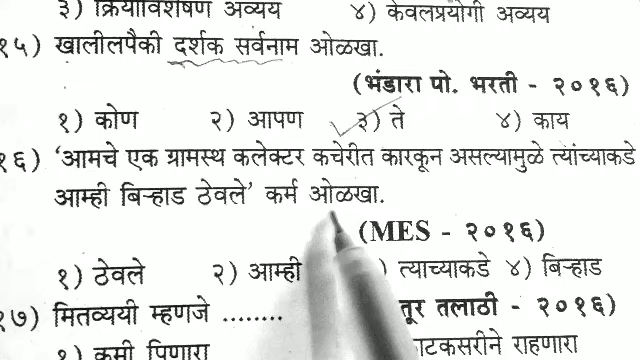 ३) क्रियाविशेषण अव्यय ४) केवलप्रयोगी अव्यय
१५) खालीलपैकी दर्शक सर्वनाम ओळखा.
(भंडारा पो. भरती - २०१६)
१) कोण २) आपण ३) ते ४) काय
१६) 'आमचे एक ग्रामस्थ कलेक्टर कचेरीत कारकून असल्यामुळे त्यांच्याकडे
आम्ही बिऱ्हाड ठेवले' कर्म ओळखा.
(MES - २०१६)
१) ठेवले २) आम्ही ) त्याच्याकडे ४) बिऱ्हाड
१७) मितव्ययी म्हणजे ........
तलाठी - २०१६)
१) कमी पिणारा राहणारा